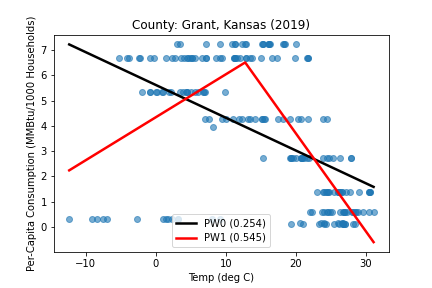 County: Grant, Kansas (2019)
Per-Capita Consumption (MMBtu/1000 Households)
7
6
5
4
3
2
1
0
PW0 (0.254)
PW1 (0.545)
−10 0 10 20 30
Temp (deg C)